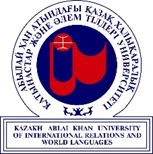 АБЫЛАЙ ХАН АТЫНДАҒЫ ҚАЗАҚ ХАЛЫҚАРАЛЫҚ
ҚАТЫНАСТАР ЖӘНЕ ӘЛЕМ ТІЛДЕРІ УНИВЕРСИТЕТІ
KAZAKH ABLAI KHAN UNIVERSITY
OF INTERNATIONAL RELATIONS AND
WORLD LANGUAGES